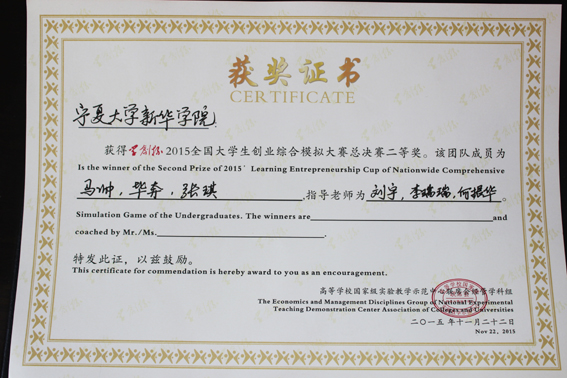 获奖证书
CERTIFICATE
宁夏大学新华学院
获得学创杯2015全国大学生创业综合模拟大赛总决赛二等奖。该团队成员为
Is the winner of the Second Prize of 2015' Learning Entrepreneurship Cup of Nationwide Comprehensive
马帅，毕奔，张琪，指导老师为 刘宇，李瑞瑞，何振华。
Simulation Game of the Undergraduates. The winners are and
coached by Mr./Ms. .
特发此证，以兹鼓励。
This certificate for commendation is hereby award to you as an encouragement.
高等学校国家级实验教学示范中心联席会经管学科组
The Economics and Management Disciplines Group of National Experimental
Teaching Demonstration Center Association of Colleges and Universities
二〇一五年十一月二十二日
Nov 22, 2015